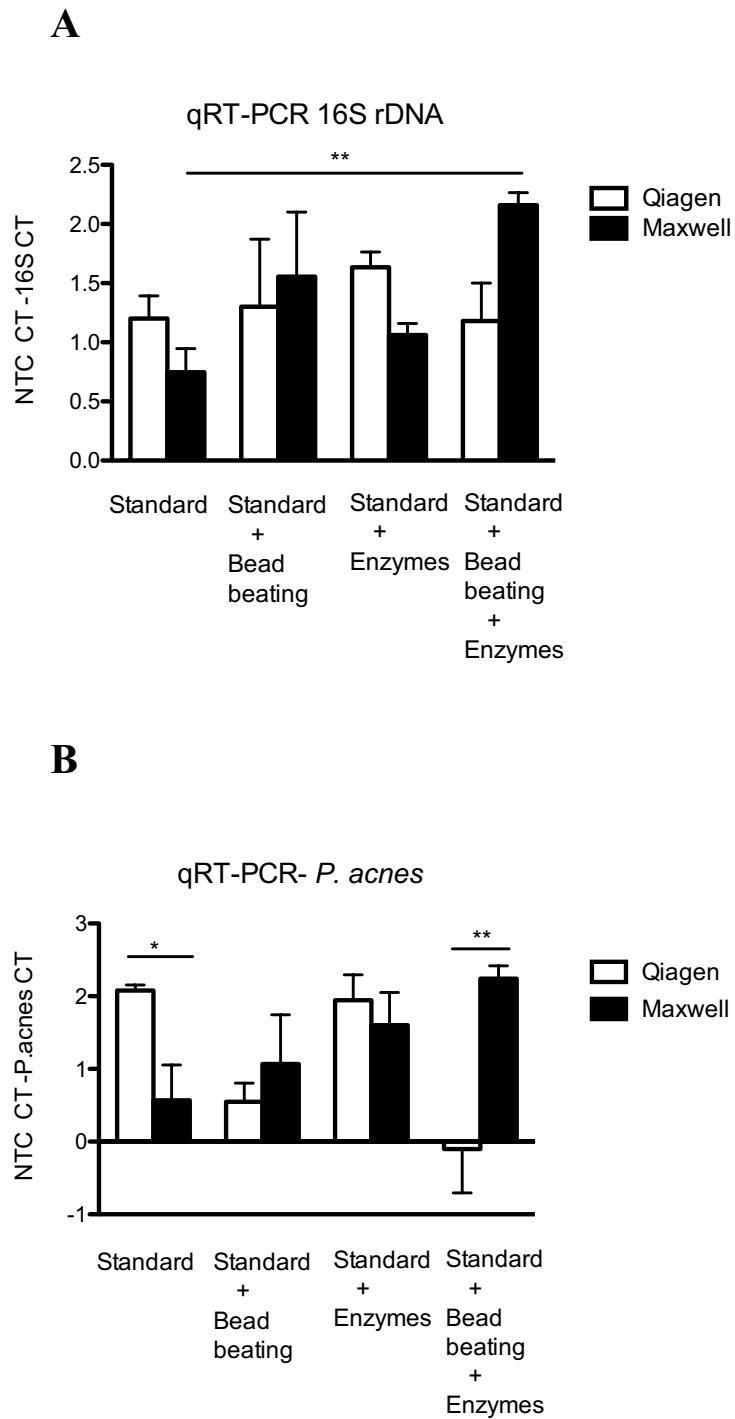 A
qRT-PCR 16S rDNA
**
Qiagen
Maxwell
NTC CT -16S CT
2.5
2.0
1.5
1.0
0.5
0.0
Standard
Standard
+
Bead
beating
Standard
+
Enzymes
Standard
+
Bead
beating
+
Enzymes
B
qRT-PCR- P. acnes
*
**
Qiagen
Maxwell
NTC CT -P.acnes CT
3
2
1
0
-1
Standard
Standard
+
Bead
beating
Standard
+
Enzymes
Standard
+
Bead
beating
+
Enzymes